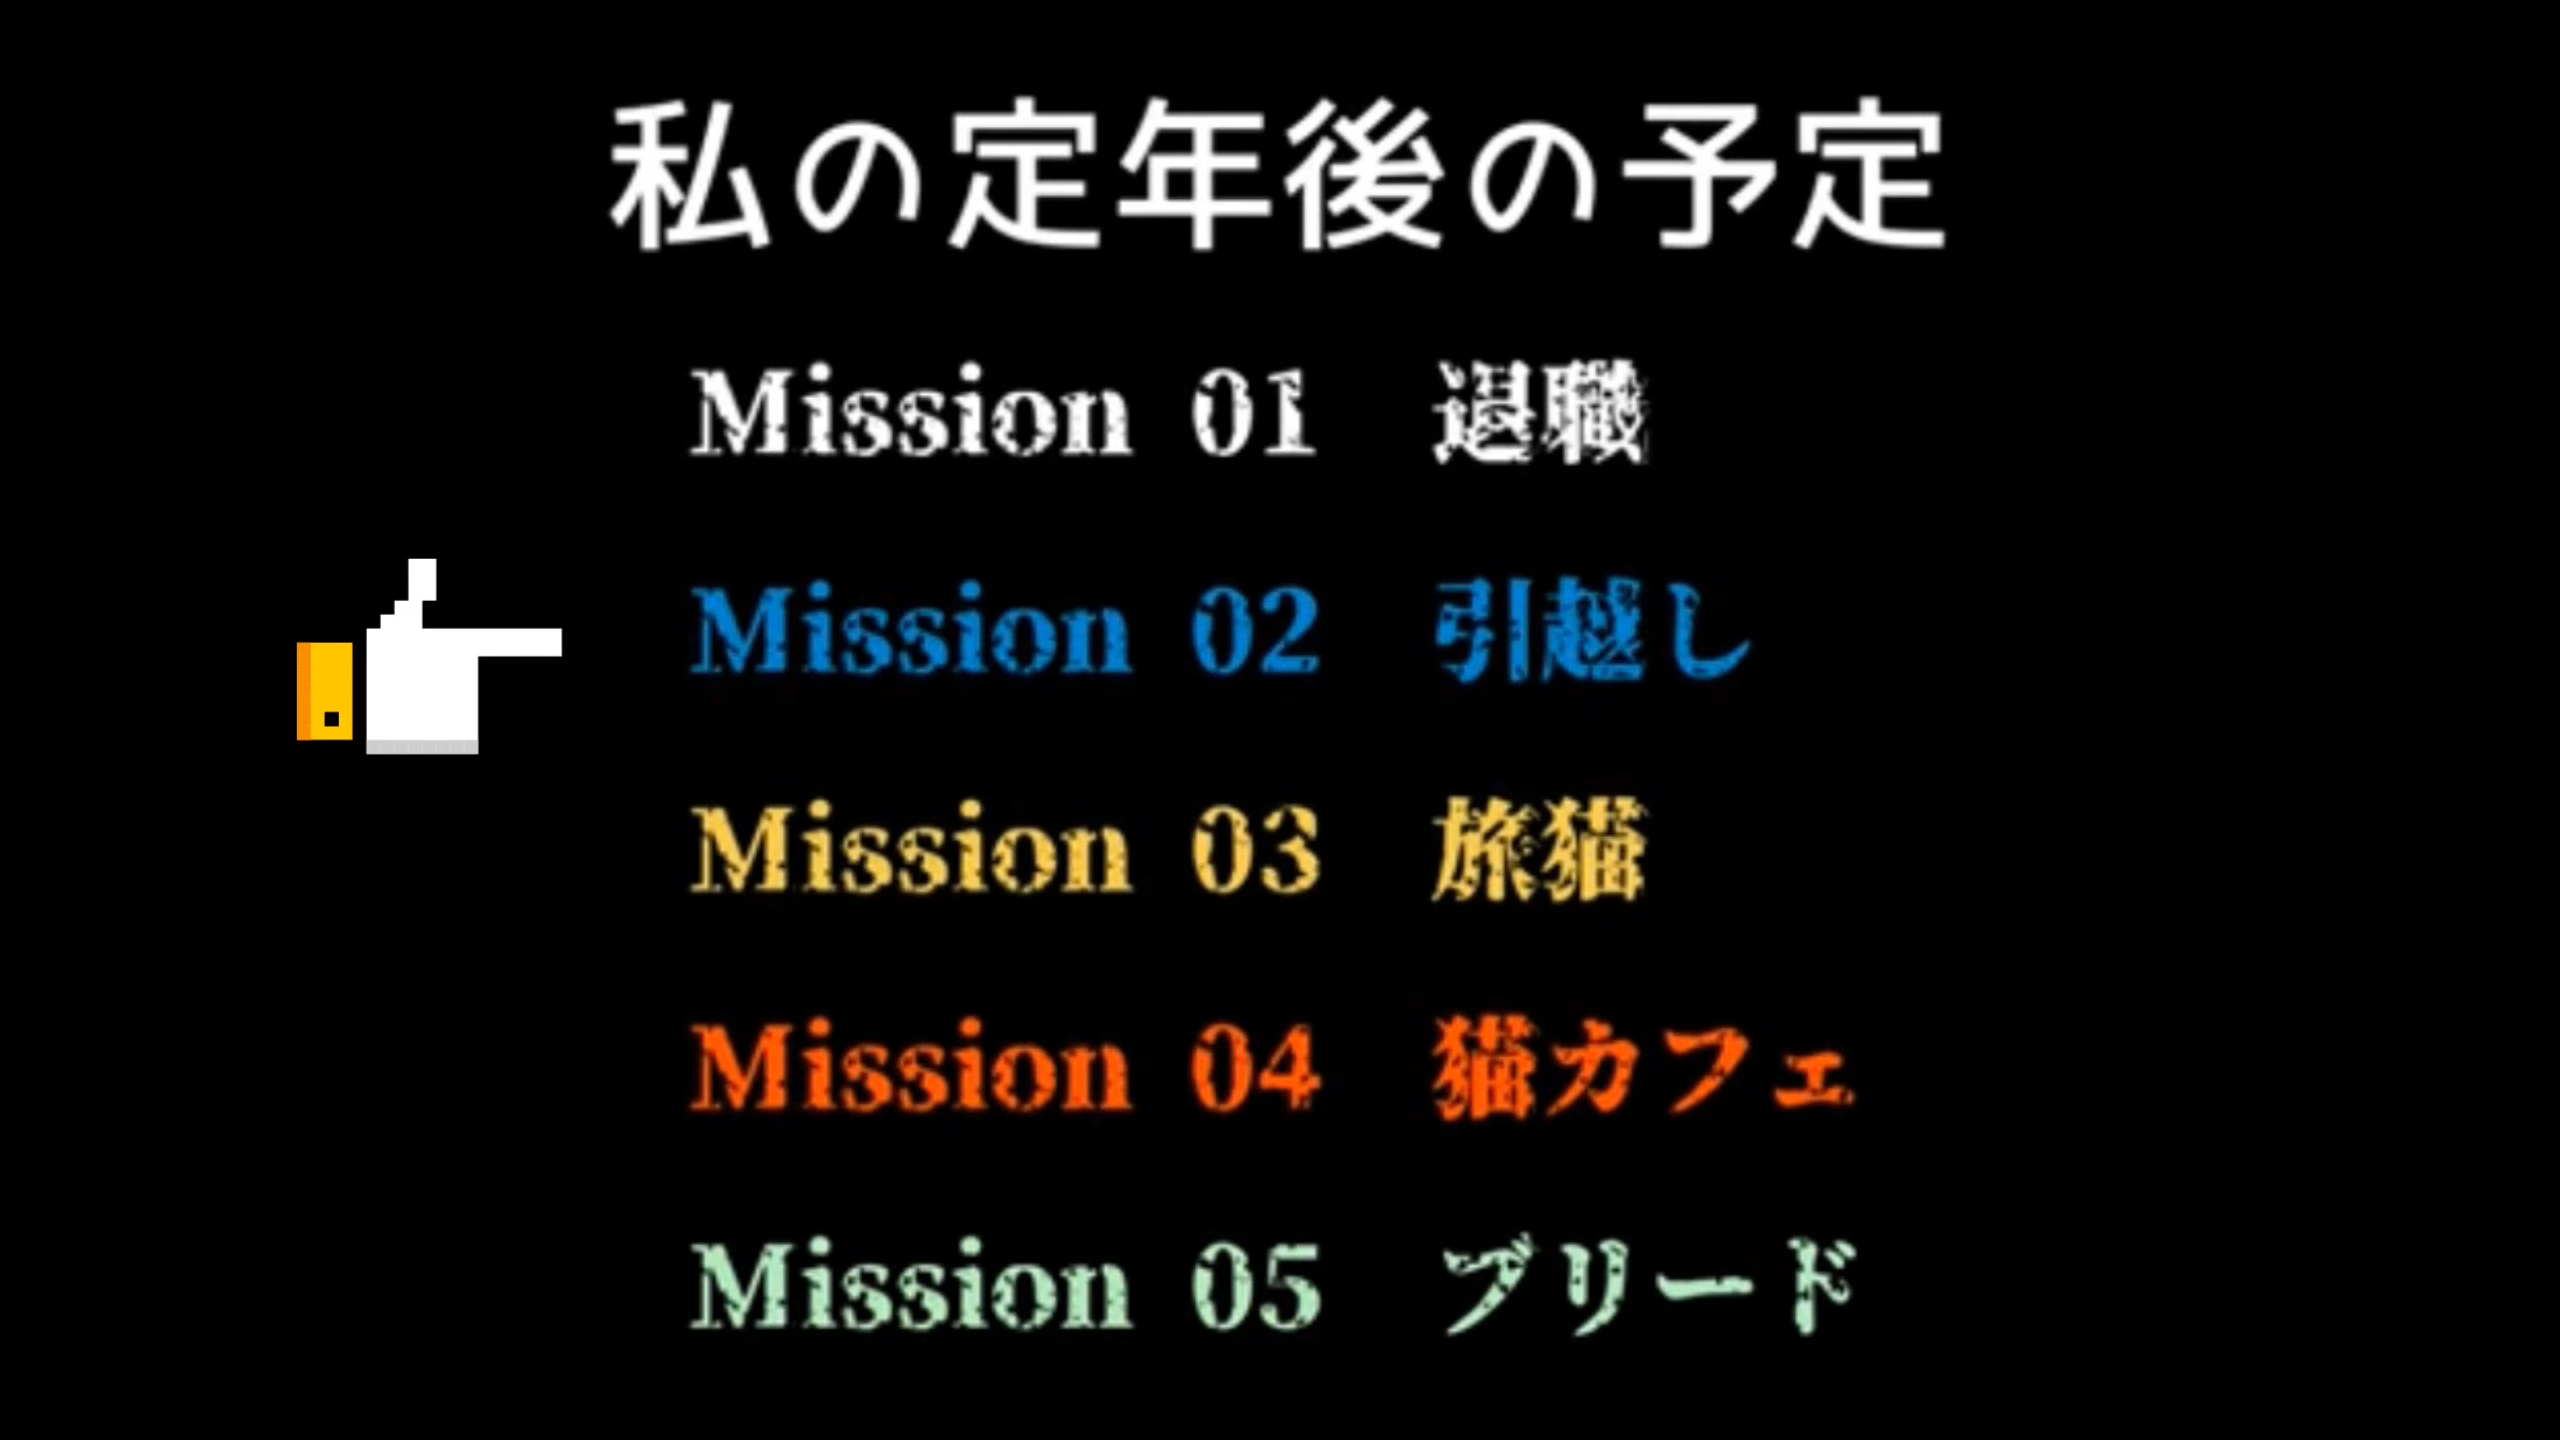 私の定年後の予定
Mission 01 退職
Mission 02 引越し
Mission 03 旅猫
Mission 04 猫カフェ
Mission 05 ブリード